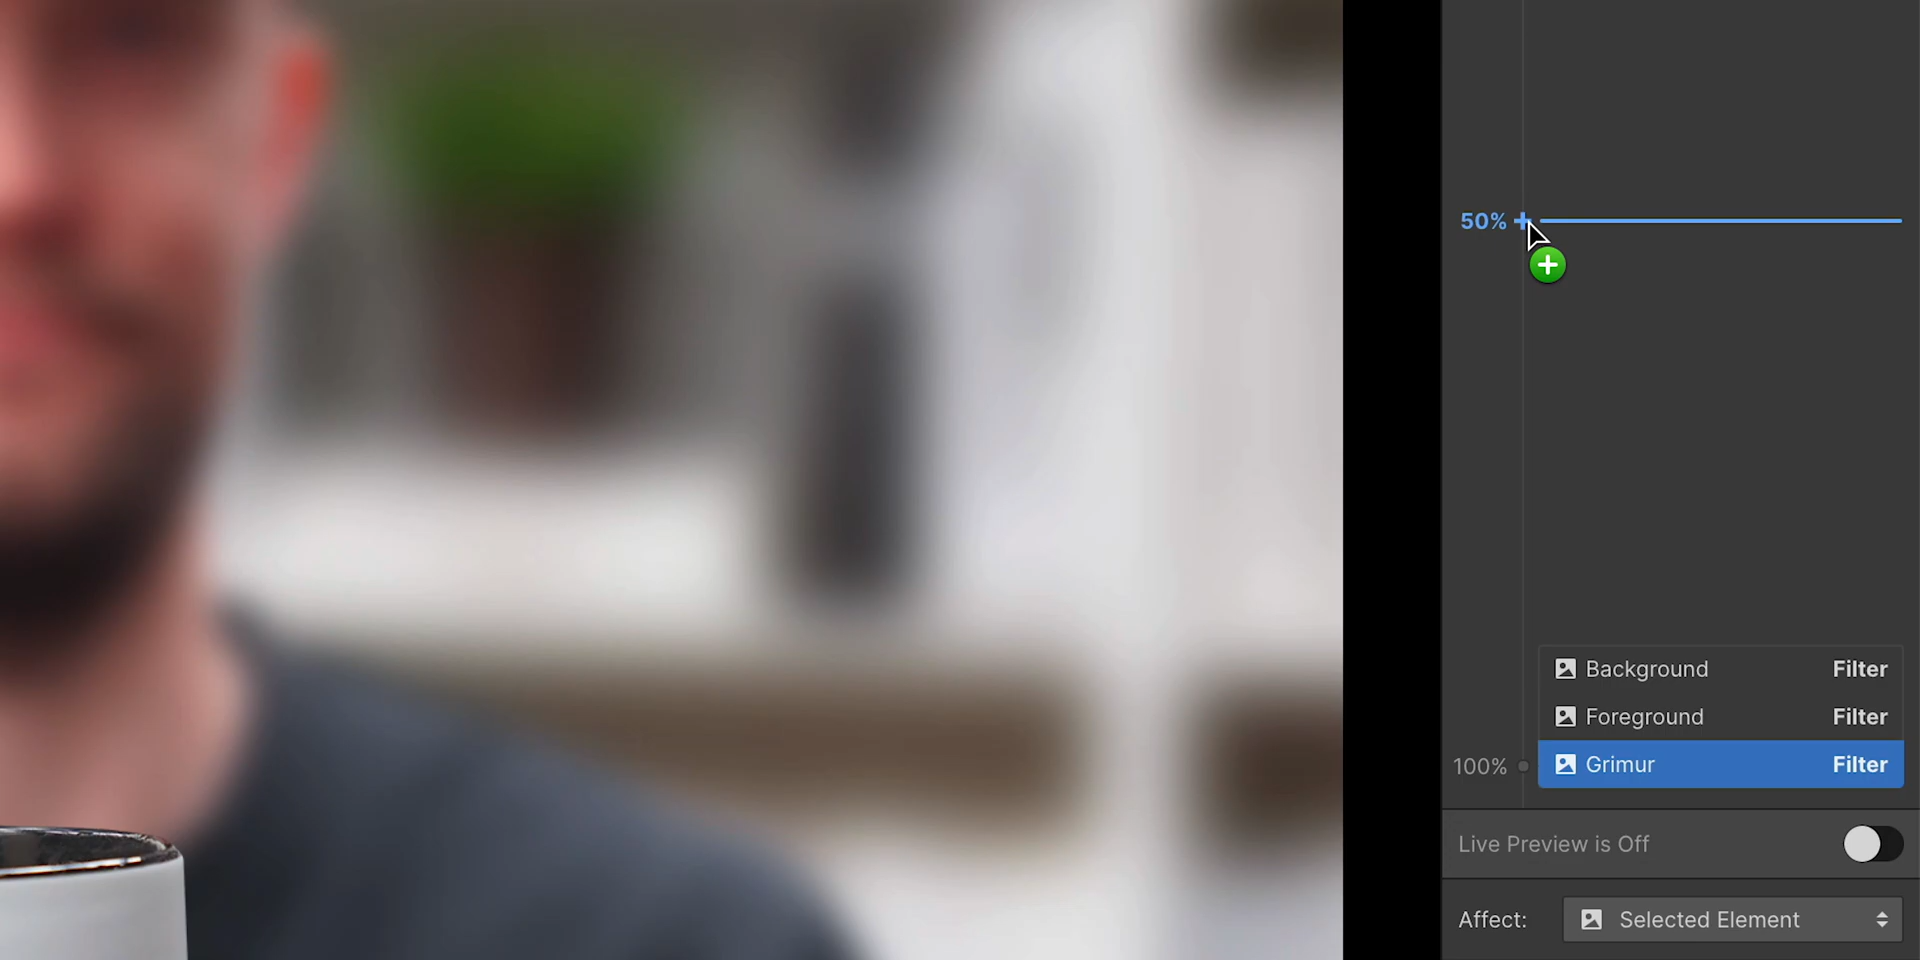 50%
Background Filter
Foreground Filter
100% Grimur Filter
Live Preview is Off
Affect: Selected Element